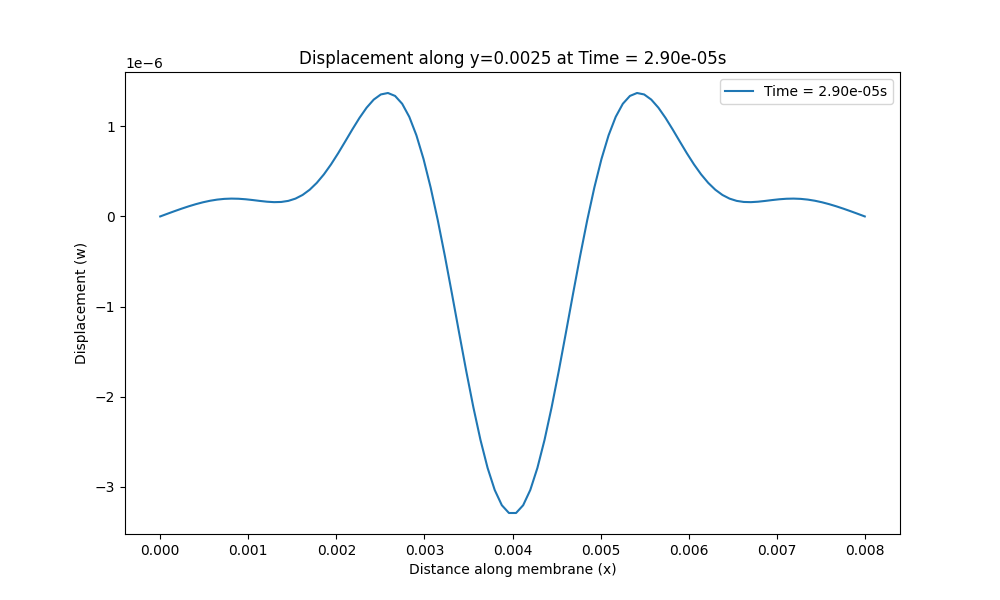 Displacement along y=0.0025 at Time = 2.90e-05s
1e−6
Time = 2.90e-05s
1
0
−1
−2
−3
Displacement (w)
0.000 0.001 0.002 0.003 0.004 0.005 0.006 0.007 0.008
Distance along membrane (x)